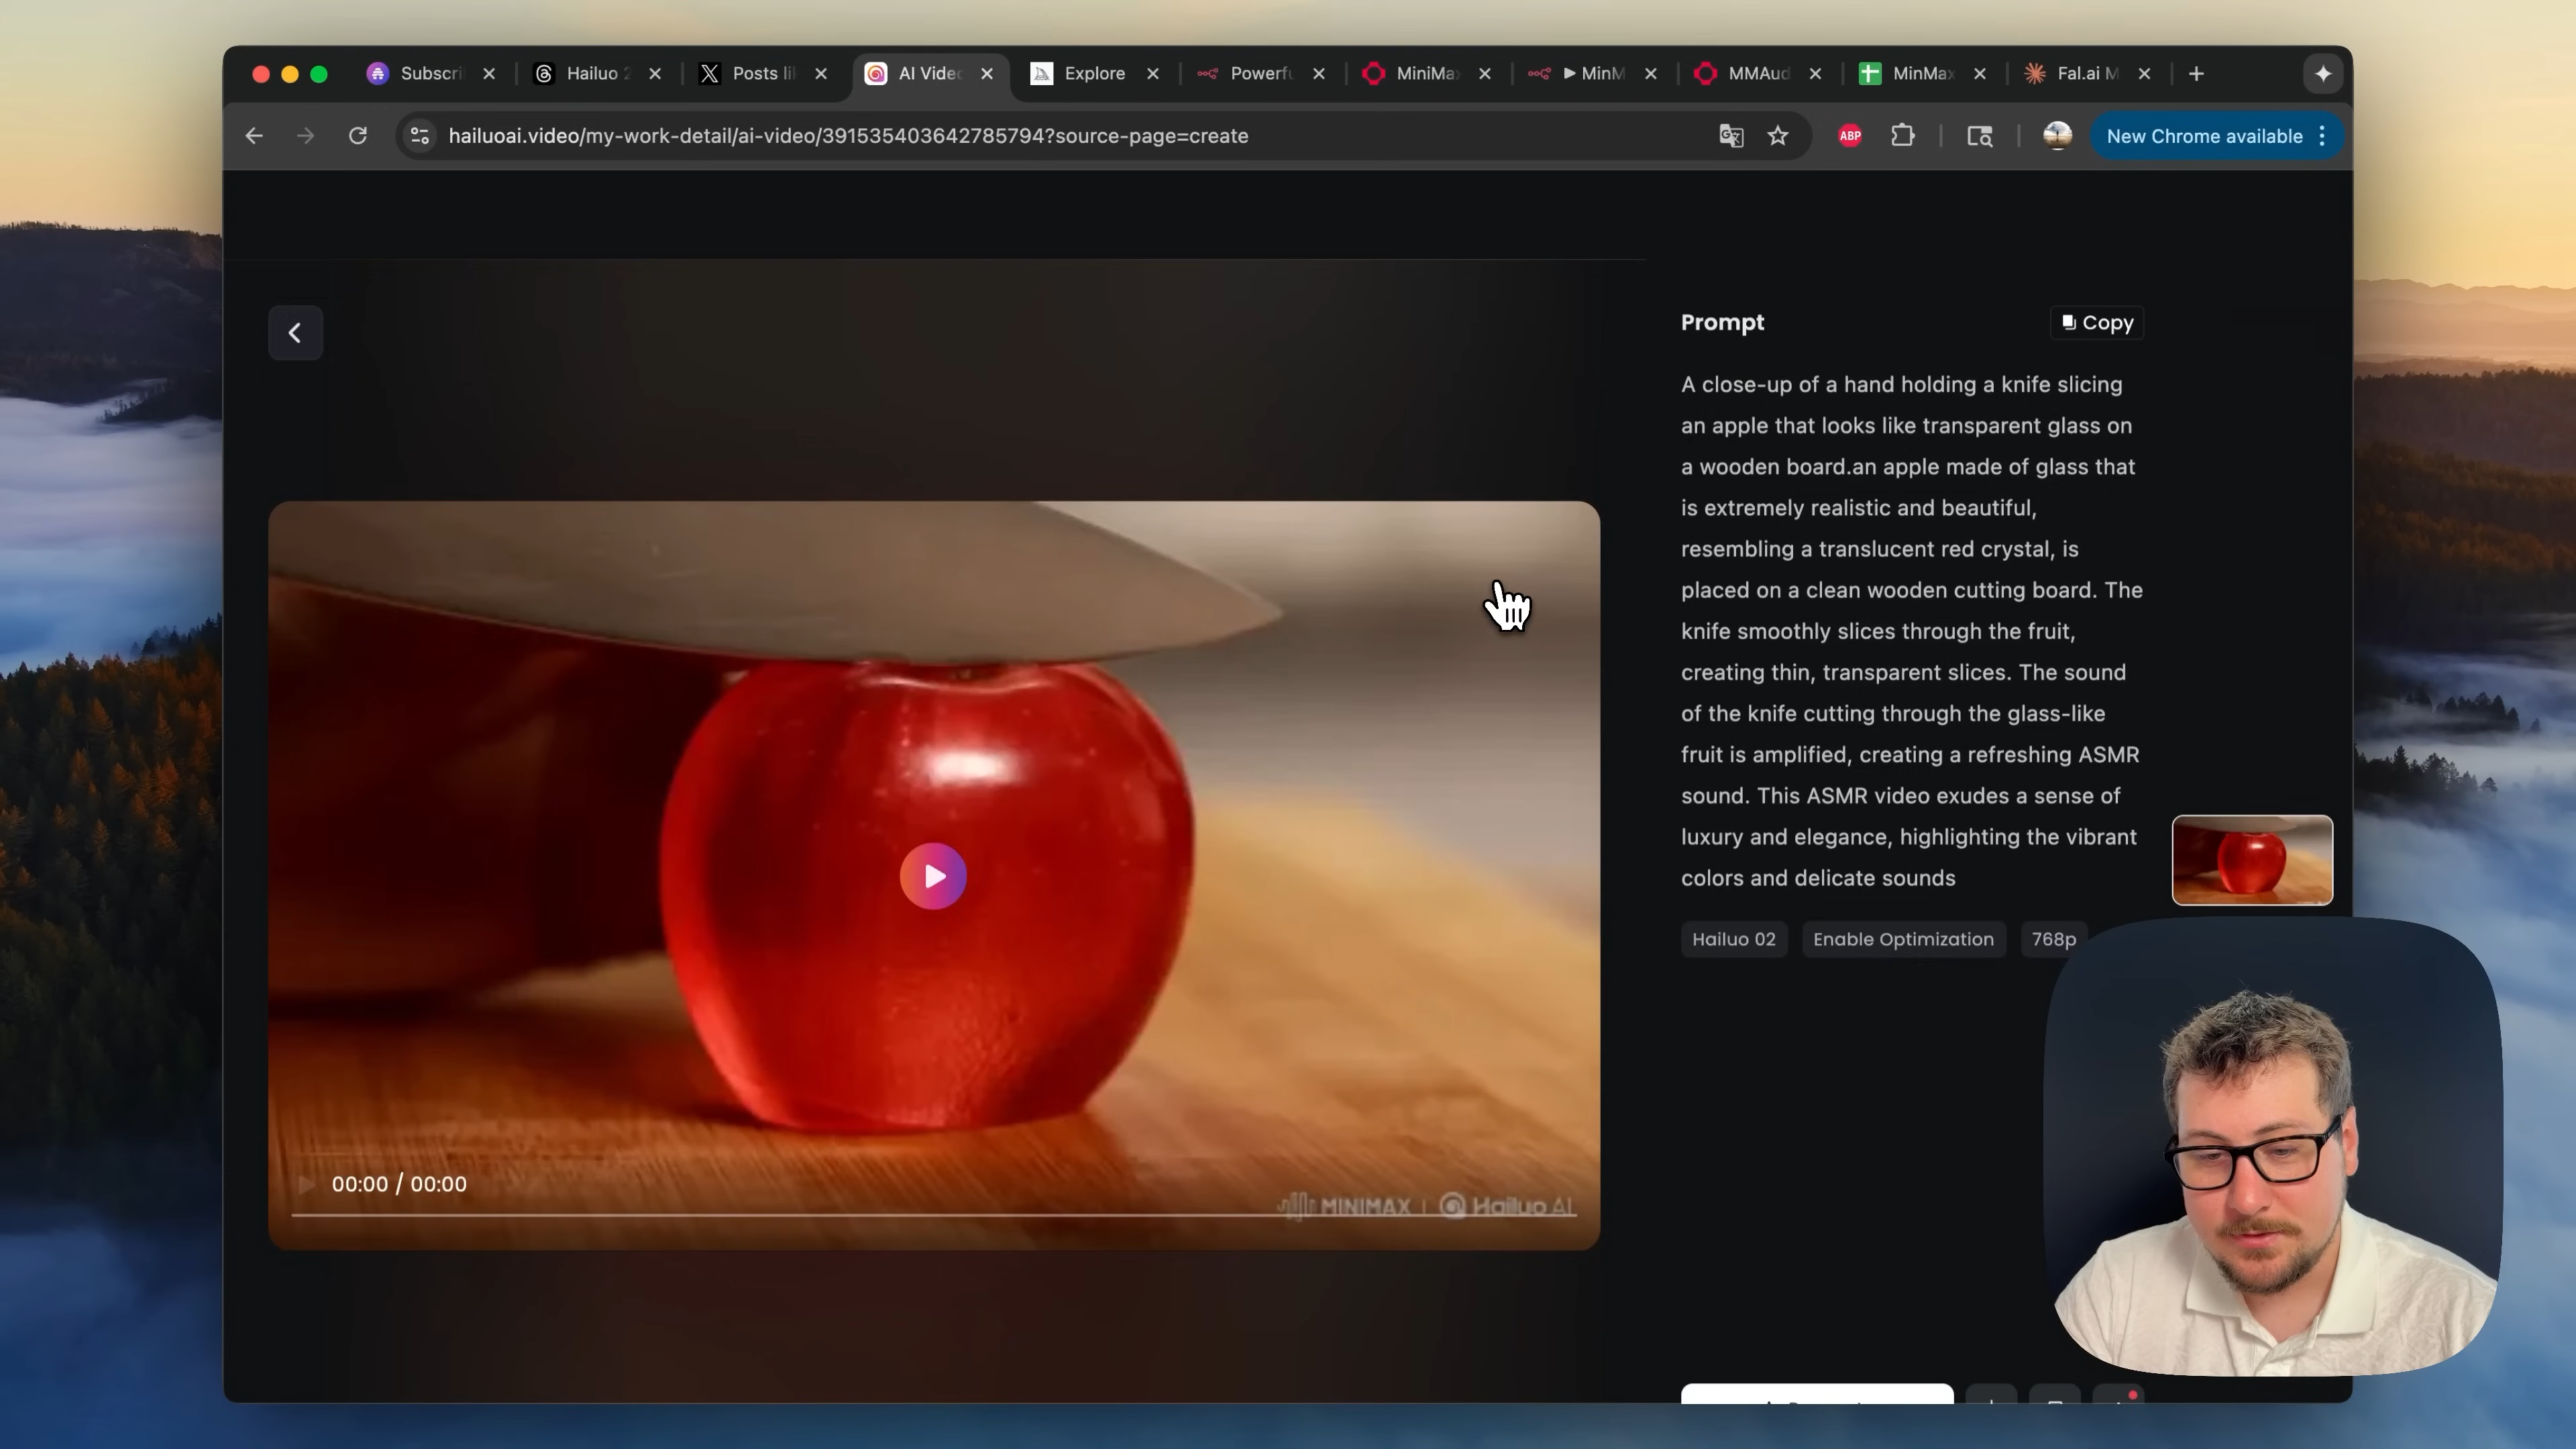 Subscri
Hailuo 2
Posts li
AI Vide
Explore
Powerfu
MiniMa
MinM
MMAud
MinMax
Fal.ai M
hailuoai.video/my-work-detail/ai-video/391535403642785794?source-page=create
ABP
New Chrome available
Prompt
Copy
A close-up of a hand holding a knife slicing
an apple that looks like transparent glass on
a wooden board.an apple made of glass that
is extremely realistic and beautiful,
resembling a translucent red crystal, is
placed on a clean wooden cutting board. The
knife smoothly slices through the fruit,
creating thin, transparent slices. The sound
of the knife cutting through the glass-like
fruit is amplified, creating a refreshing ASMR
sound. This ASMR video exudes a sense of
luxury and elegance, highlighting the vibrant
colors and delicate sounds
Hailuo 02
Enable Optimization
768p
00:00 / 00:00
MINIMAX | Hailuo AI